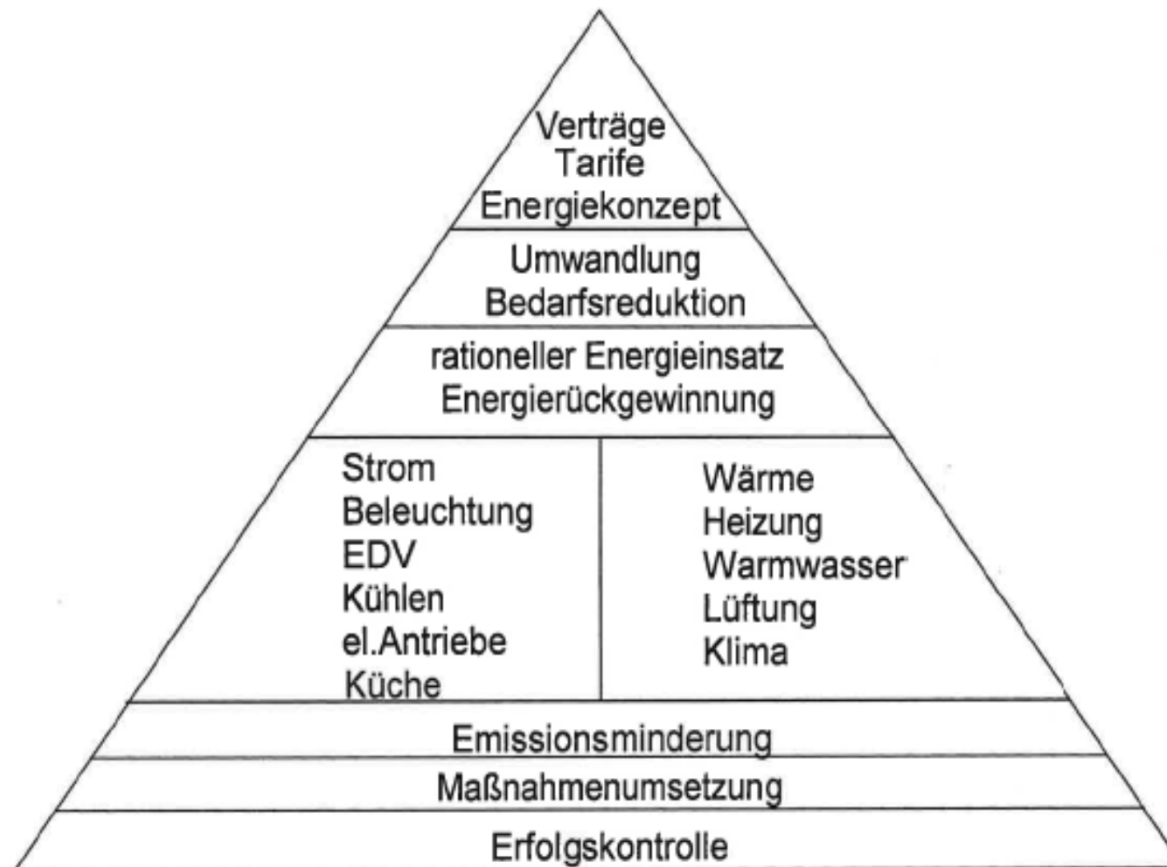 Verträge
Tarife
Energiekonzept
Umwandlung
Bedarfsreduktion
rationeller Energieinsatz
Energierückgewinnung
Strom
Beleuchtung
EDV
Kühlen
el.Antriebe
Küche
Wärme
Heizung
Warmwasser
Lüftung
Klima
Emissionsminderung
Maßnahmenumsetzung
Erfolgskontrolle